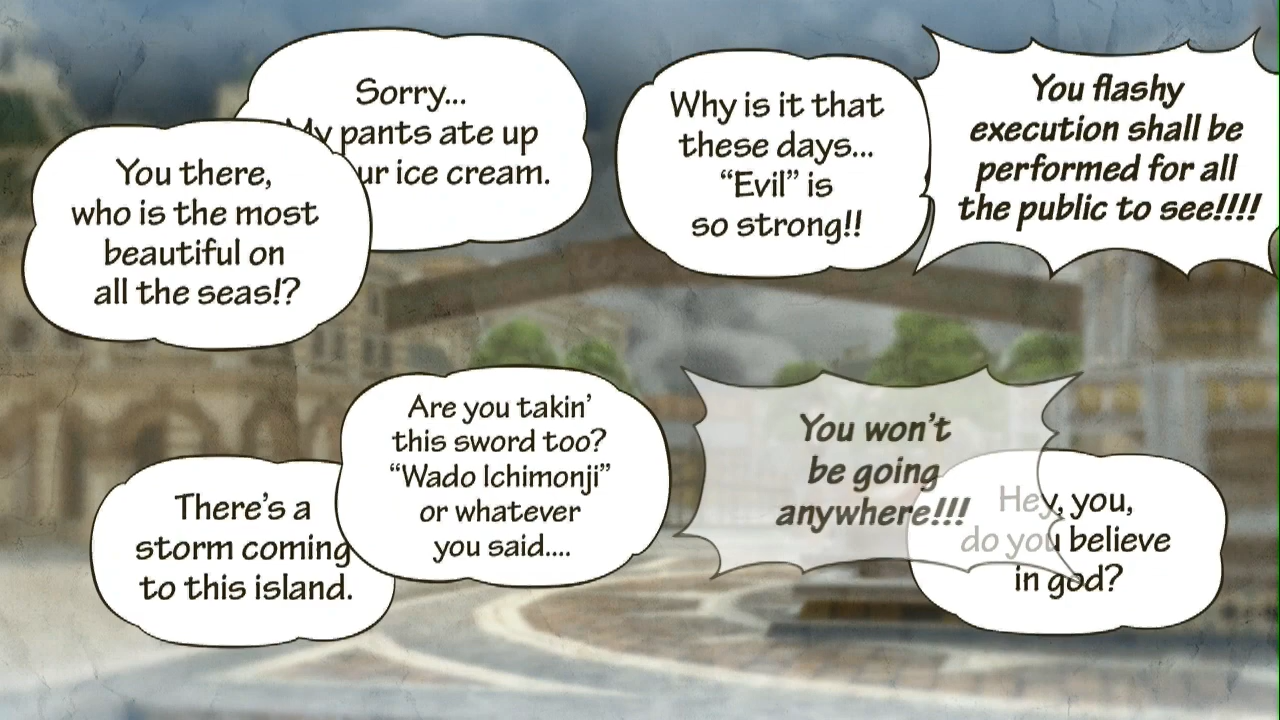 Sorry...
My pants ate up
ur ice cream.
You there,
who is the most
beautiful on
all the seas!?
Why is it that
these days...
“Evil” is
so strong!!
You flashy
execution shall be
performed for all
the public to see!!!!
Are you takin’
this sword too?
“Wado Ichimonji”
or whatever
you said....
There’s a
storm coming
to this island.
You won’t
be going
anywhere!!!
Hey, you,
do you believe
in god?